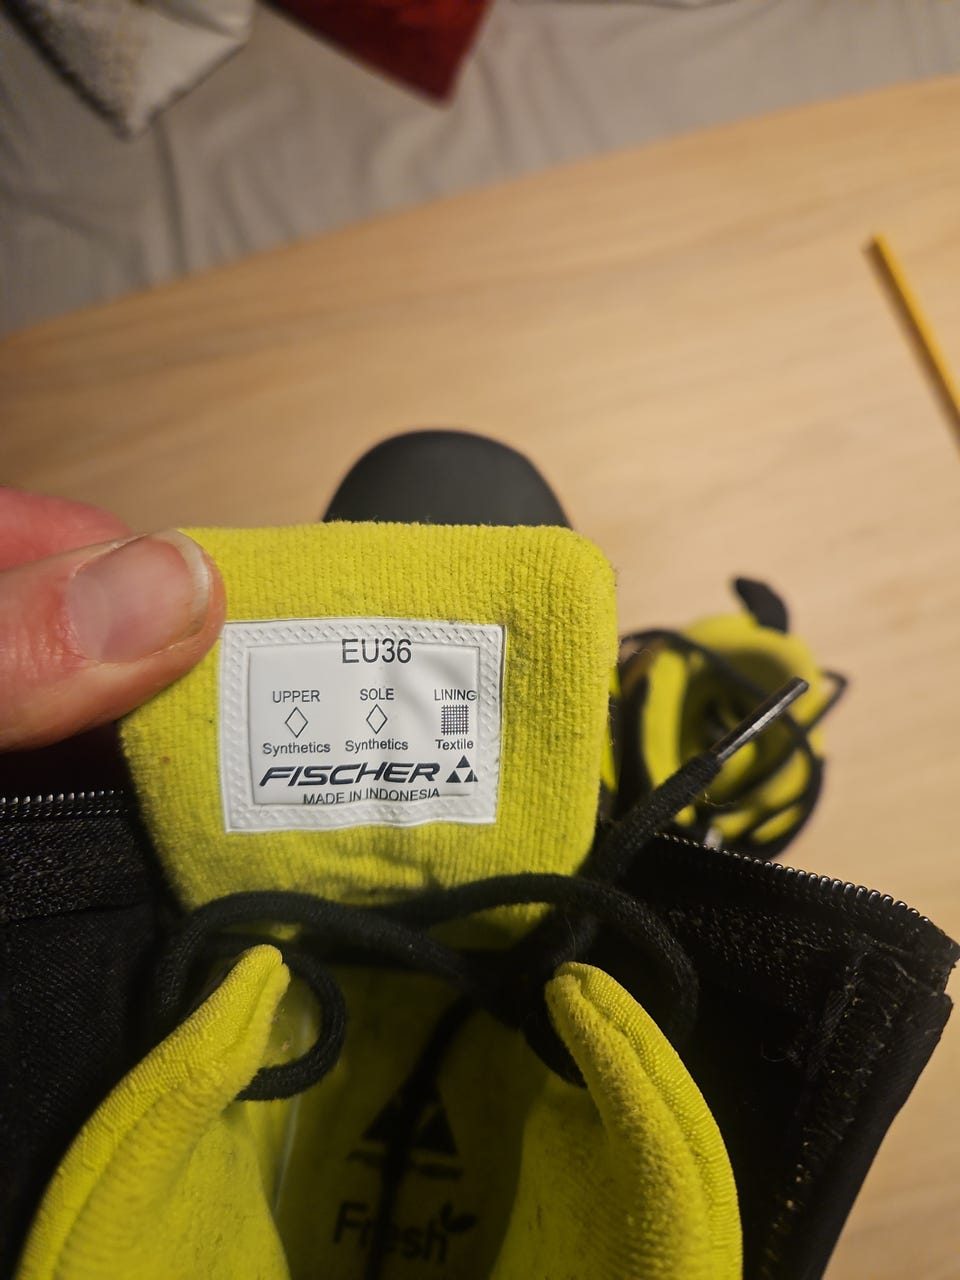 EU36
UPPER SOLE LINING
Synthetics Synthetics Textile
FISCHER
MADE IN INDONESIA
Fresh